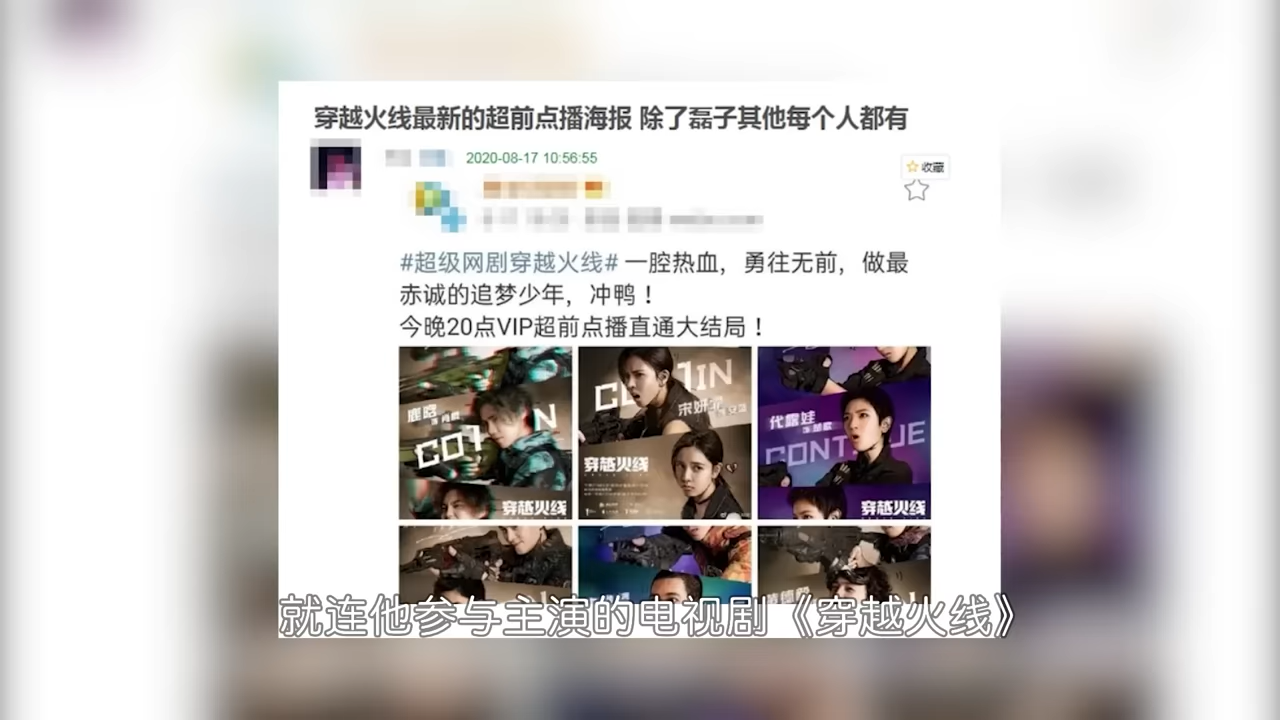 穿越火线最新的超前点播海报 除了磊子其他每个人都有
2020-08-17 10:56:55
收藏
#超级网剧穿越火线# 一腔热血，勇往无前，做最
赤诚的追梦少年，冲鸭！
今晚20点VIP超前点播直通大结局！
鹿晗
CONTIN
穿越火线
宋妍霏
穿越火线
代露娃
CONTINUE
穿越火线
就连他参与主演的电视剧《穿越火线》